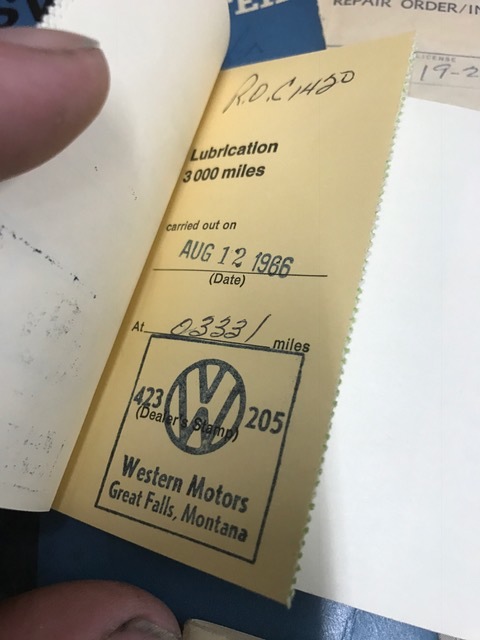 REPAIR ORDER/IN
LICENSE
19-2
R.O. C1420
Lubrication
3 000 miles
carried out on
AUG 12 1966
(Date)
At 03331 miles
423 205
(Dealer's Stamp)
Western Motors
Great Falls, Montana